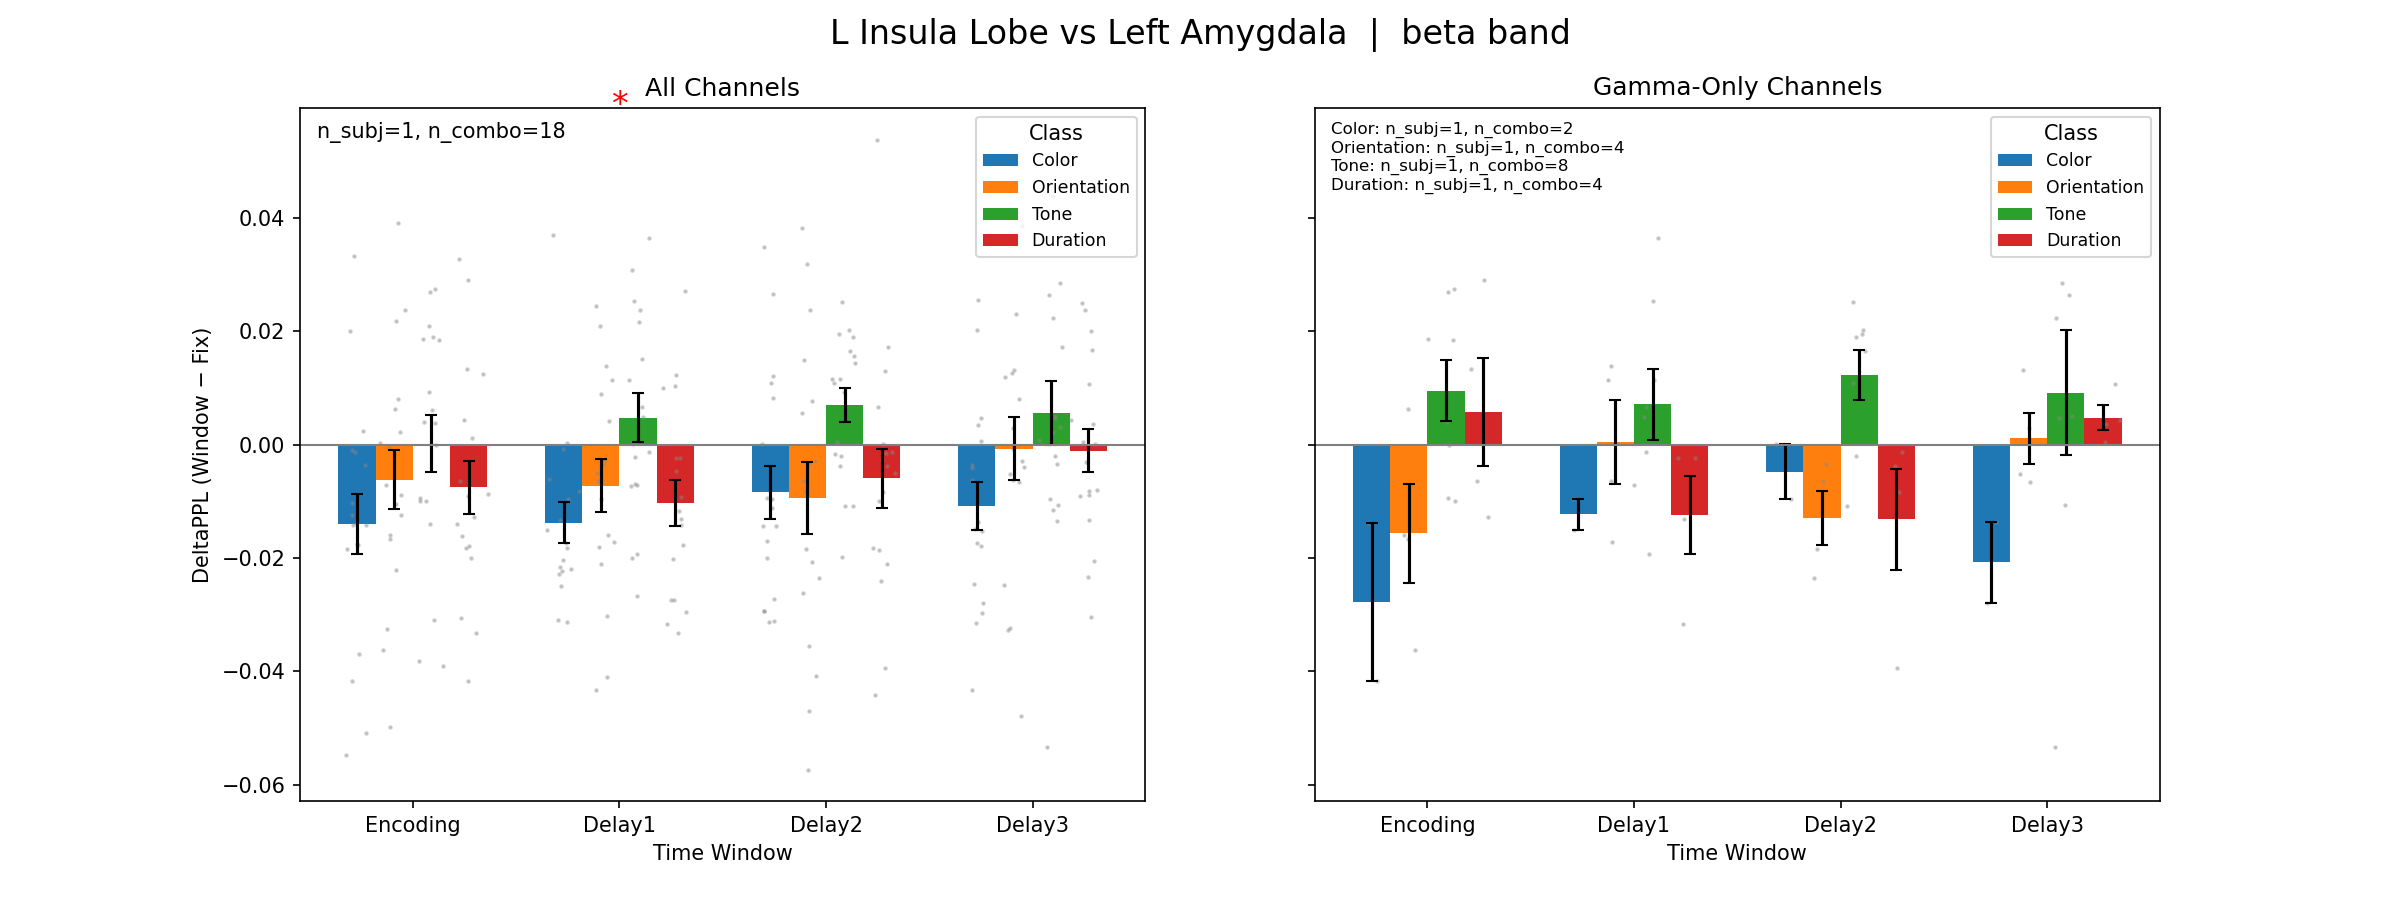 L Insula Lobe vs Left Amygdala | beta band
All Channels
*
n_subj=1, n_combo=18
Class
Color
Orientation
Tone
Duration
0.04
0.02
0.00
−0.02
−0.04
−0.06
DeltaPPL (Window − Fix)
Encoding
Delay1
Delay2
Delay3
Time Window
Gamma-Only Channels
Color: n_subj=1, n_combo=2
Orientation: n_subj=1, n_combo=4
Tone: n_subj=1, n_combo=8
Duration: n_subj=1, n_combo=4
Class
Color
Orientation
Tone
Duration
Encoding
Delay1
Delay2
Delay3
Time Window